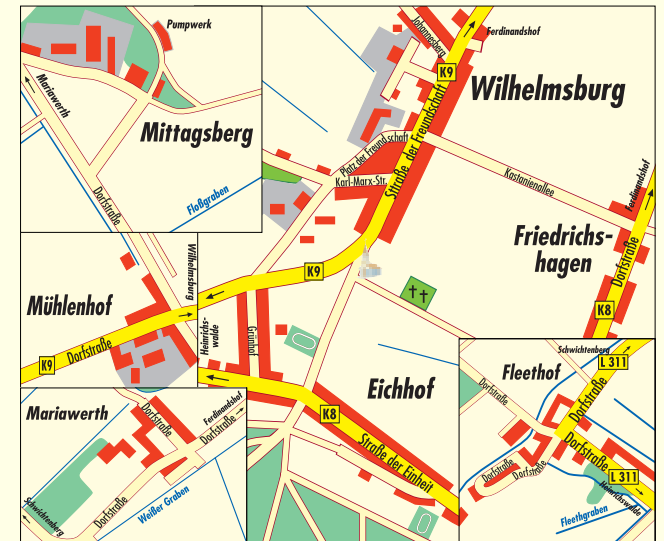 Pumpwerk
Mariawerth
Mittagsberg
Dorfstraße
Floßgraben
Johannesberg
Ferdinandshof
K9
Wilhelmsburg
Straße der Freundschaft
Platz der Freundschaft
Karl-Marx-Str.
Kastanienallee
Ferdinandshof
Friedrichs-
hagen
Dorfstraße
K8
Wilhelmsburg
K9
Mühlenhof
Dorfstraße
K9
Heinrichs-
walde
Grünhof
Eichhof
K8
Straße der Einheit
Schwichtenberg
L 311
Fleethof
Dorfstraße
Dorfstraße
Dorfstraße
Dorfstraße
Dorfstraße
L 311
Heinrichswalde
Fleethgraben
Mariawerth
Dorfstraße
Ferdinandshof
Dorfstraße
Schwichtenberg
Dorfstraße
Weißer Graben